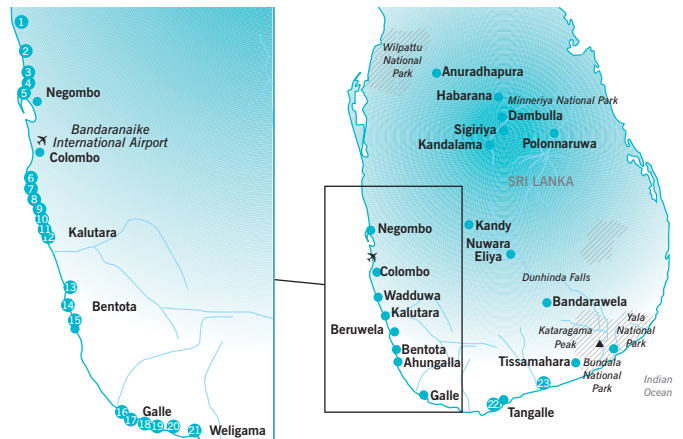 1
2
3
4
5
Negombo
Bandaranaike
International Airport
Colombo
6
7
8
9
10
11
12
Kalutara
13
14
Bentota
15
16
17
Galle
18
19
20
21
Weligama
Wilpattu
National
Park
Anuradhapura
Habarana
Minneriya National Park
Dambulla
Sigiriya
Kandalama
Polonnaruwa
SRI LANKA
Negombo
Kandy
Nuwara
Eliya
Colombo
Dunhinda Falls
Wadduwa
Kalutara
Bandarawela
Beruwela
Kataragama
Peak
Yala
National
Park
Bentota
Ahungalla
Tissamahara
Bundala
National
Park
Indian
Ocean
Galle
22
23
Tangalle